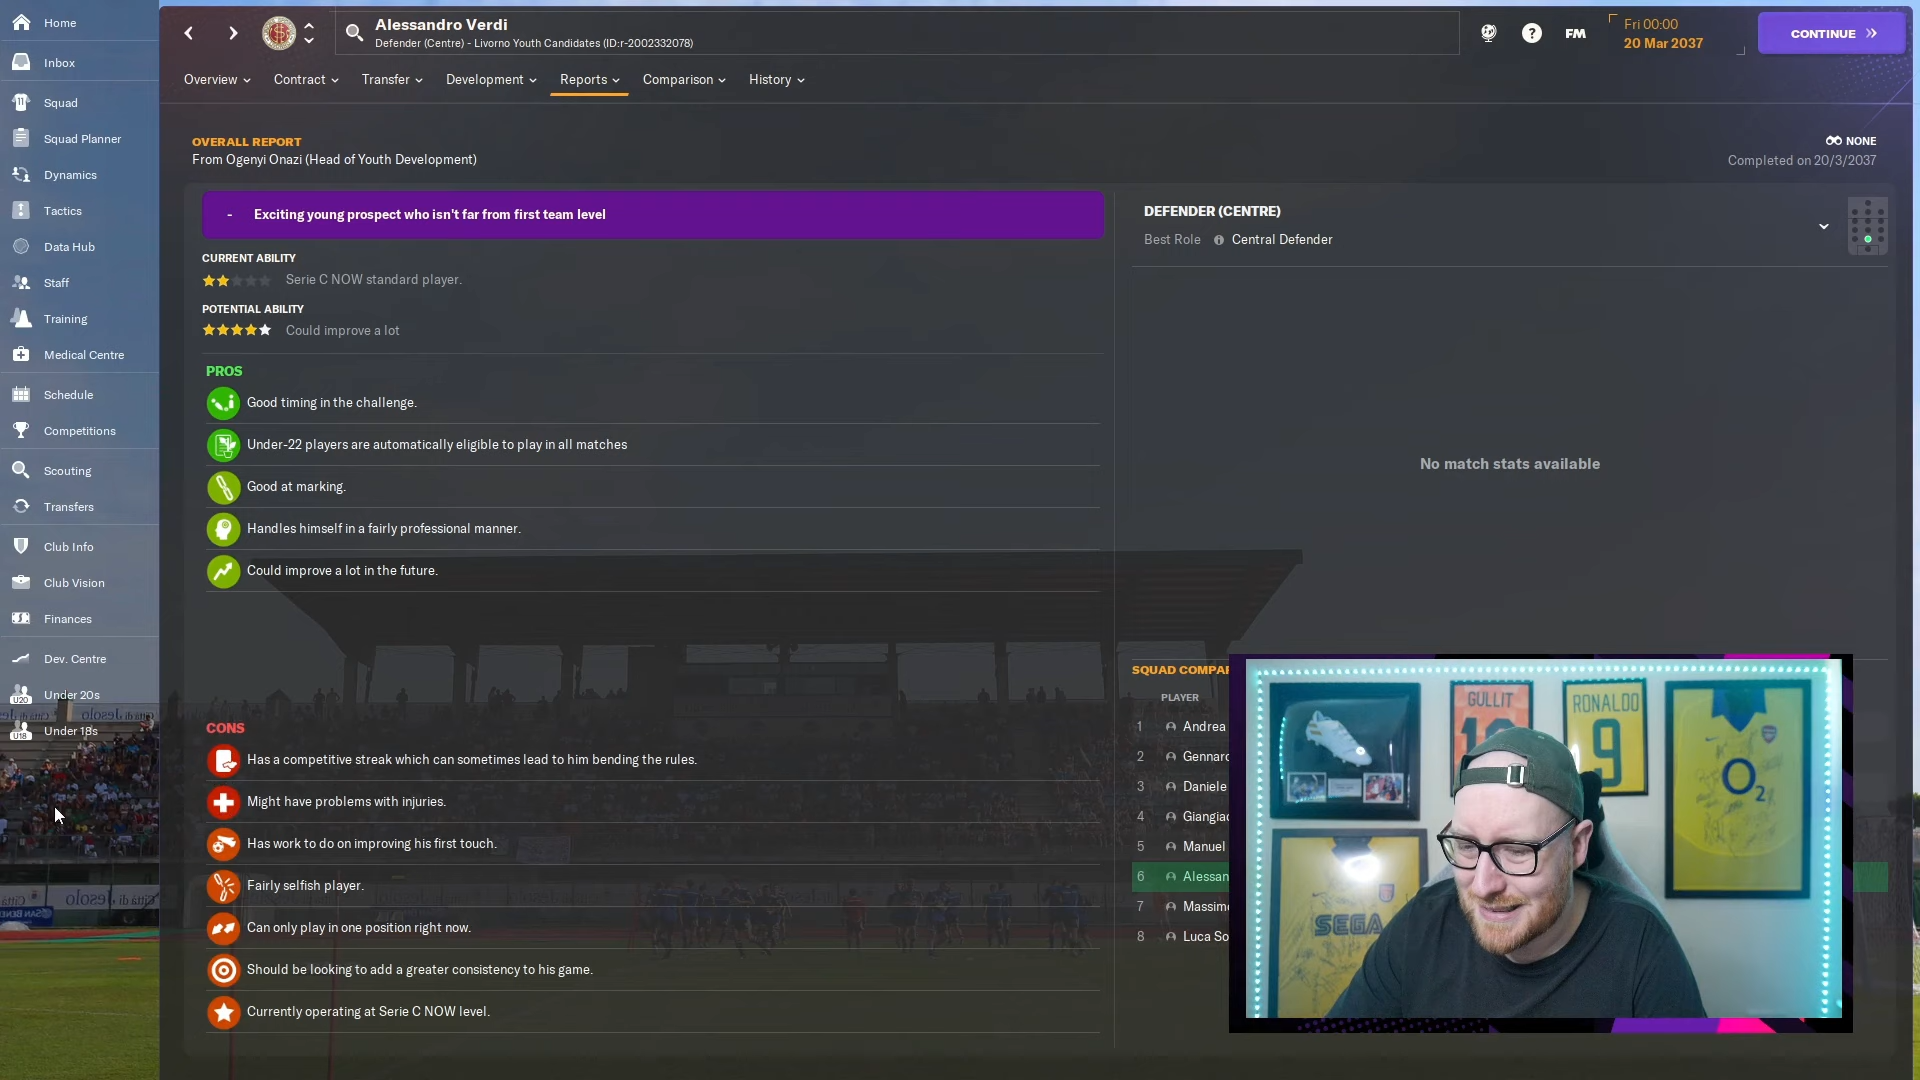 Home
Inbox
Squad
Squad Planner
Dynamics
Tactics
Data Hub
Staff
Training
Medical Centre
Schedule
Competitions
Scouting
Transfers
Club Info
Club Vision
Finances
Dev. Centre
Under 20s
Under 18s
Alessandro Verdi
Defender (Centre) - Livorno Youth Candidates (ID:r-2002332078)
FM
Fri 00:00
20 Mar 2037
CONTINUE
Overview
Contract
Transfer
Development
Reports
Comparison
History
OVERALL REPORT
From Ogenyi Onazi (Head of Youth Development)
NONE
Completed on 20/3/2037
- Exciting young prospect who isn't far from first team level
CURRENT ABILITY
Serie C NOW standard player.
POTENTIAL ABILITY
Could improve a lot
PROS
Good timing in the challenge.
Under-22 players are automatically eligible to play in all matches
Good at marking.
Handles himself in a fairly professional manner.
Could improve a lot in the future.
CONS
Has a competitive streak which can sometimes lead to him bending the rules.
Might have problems with injuries.
Has work to do on improving his first touch.
Fairly selfish player.
Can only play in one position right now.
Should be looking to add a greater consistency to his game.
Currently operating at Serie C NOW level.
DEFENDER (CENTRE)
Best Role Central Defender
No match stats available
SQUAD COMPAR
PLAYER
1 Andrea
2 Gennaro
3 Daniele
4 Giangiac
5 Manuel
6 Alessan
7 Massimo
8 Luca So
GULLIT
RONALDO
9
O2
SEGA